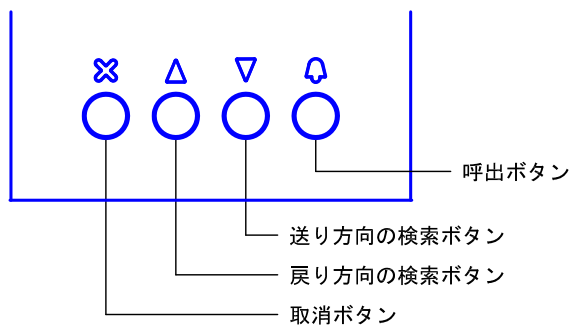 呼出ボタン
送り方向の検索ボタン
戻り方向の検索ボタン
取消ボタン